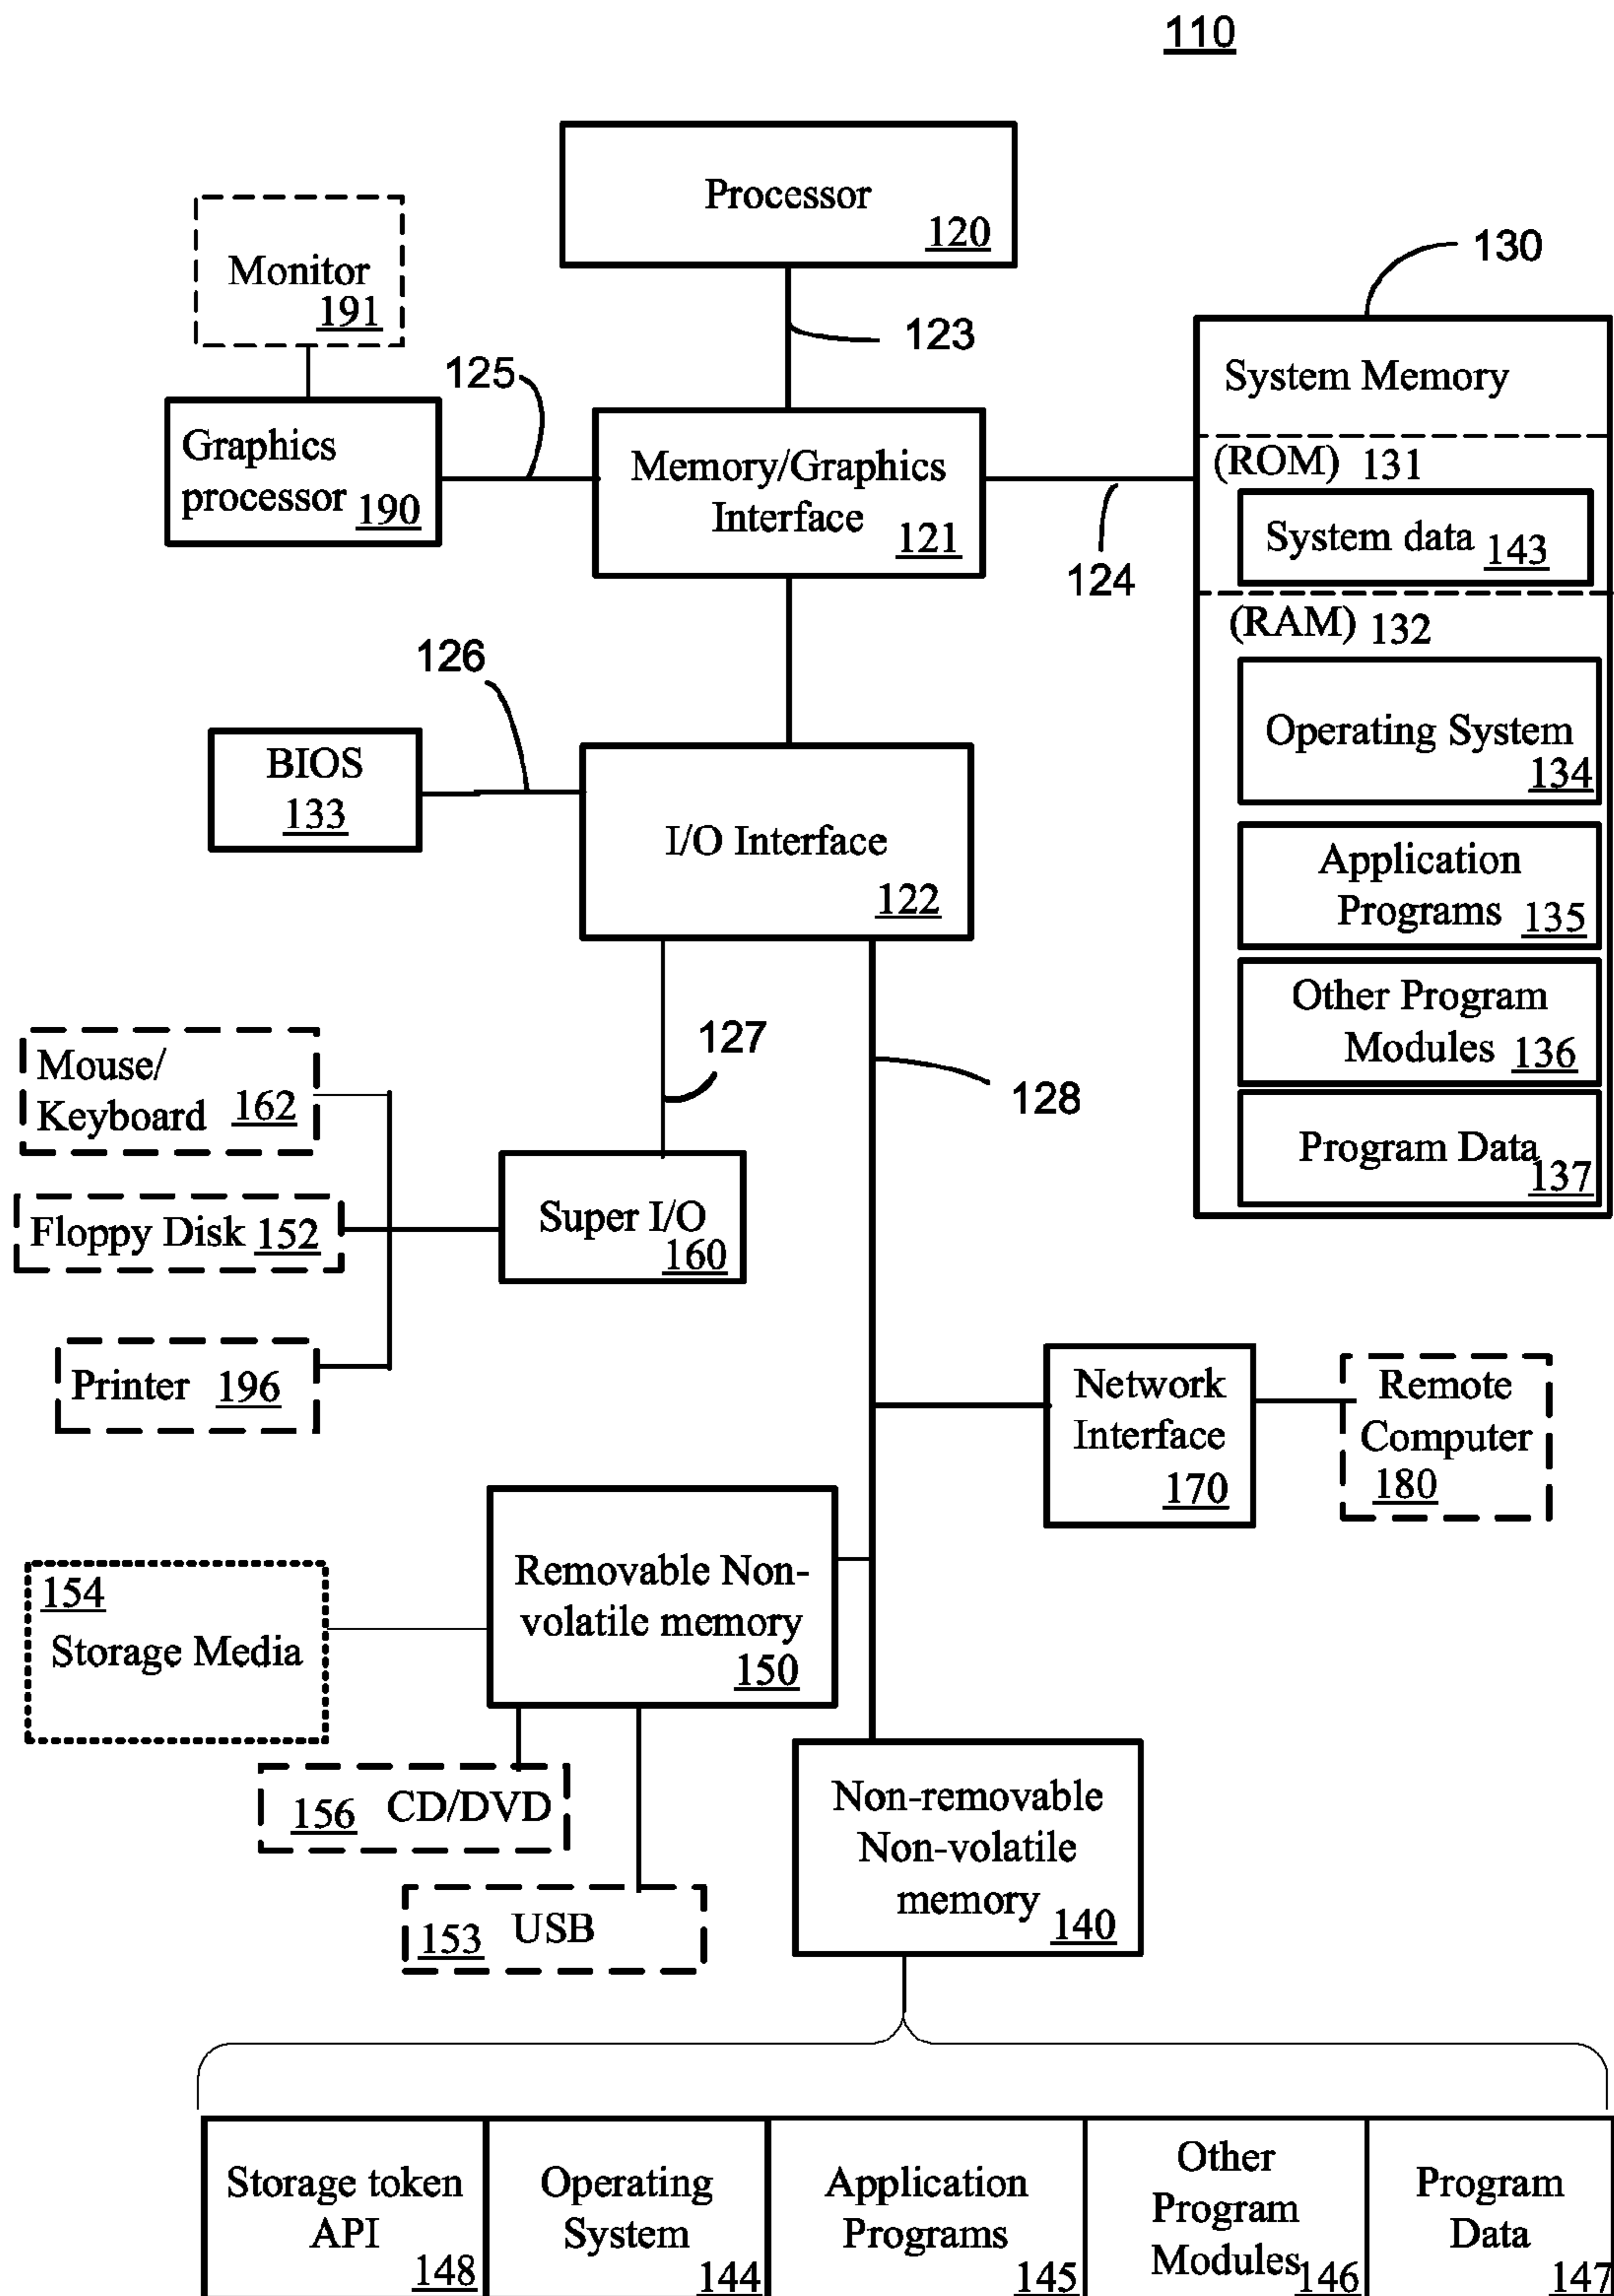 110
Processor
120
Monitor
191
130
123
125
System Memory
Graphics
processor 190
Memory/Graphics
Interface
121
(ROM) 131
System data 143
124
(RAM) 132
126
Operating System
134
BIOS
133
I/O Interface
122
Application
Programs 135
Other Program
Modules 136
127
128
Mouse/
Keyboard 162
Program Data
137
Super I/O
160
Floppy Disk 152
Printer 196
Network
Interface
170
Remote
Computer
180
Removable Non-
volatile memory
150
154
Storage Media
156 CD/DVD
Non-removable
Non-volatile
memory 140
153 USB
Storage token
API
148
Operating
System
144
Application
Programs
145
Other
Program
Modules 146
Program
Data
147